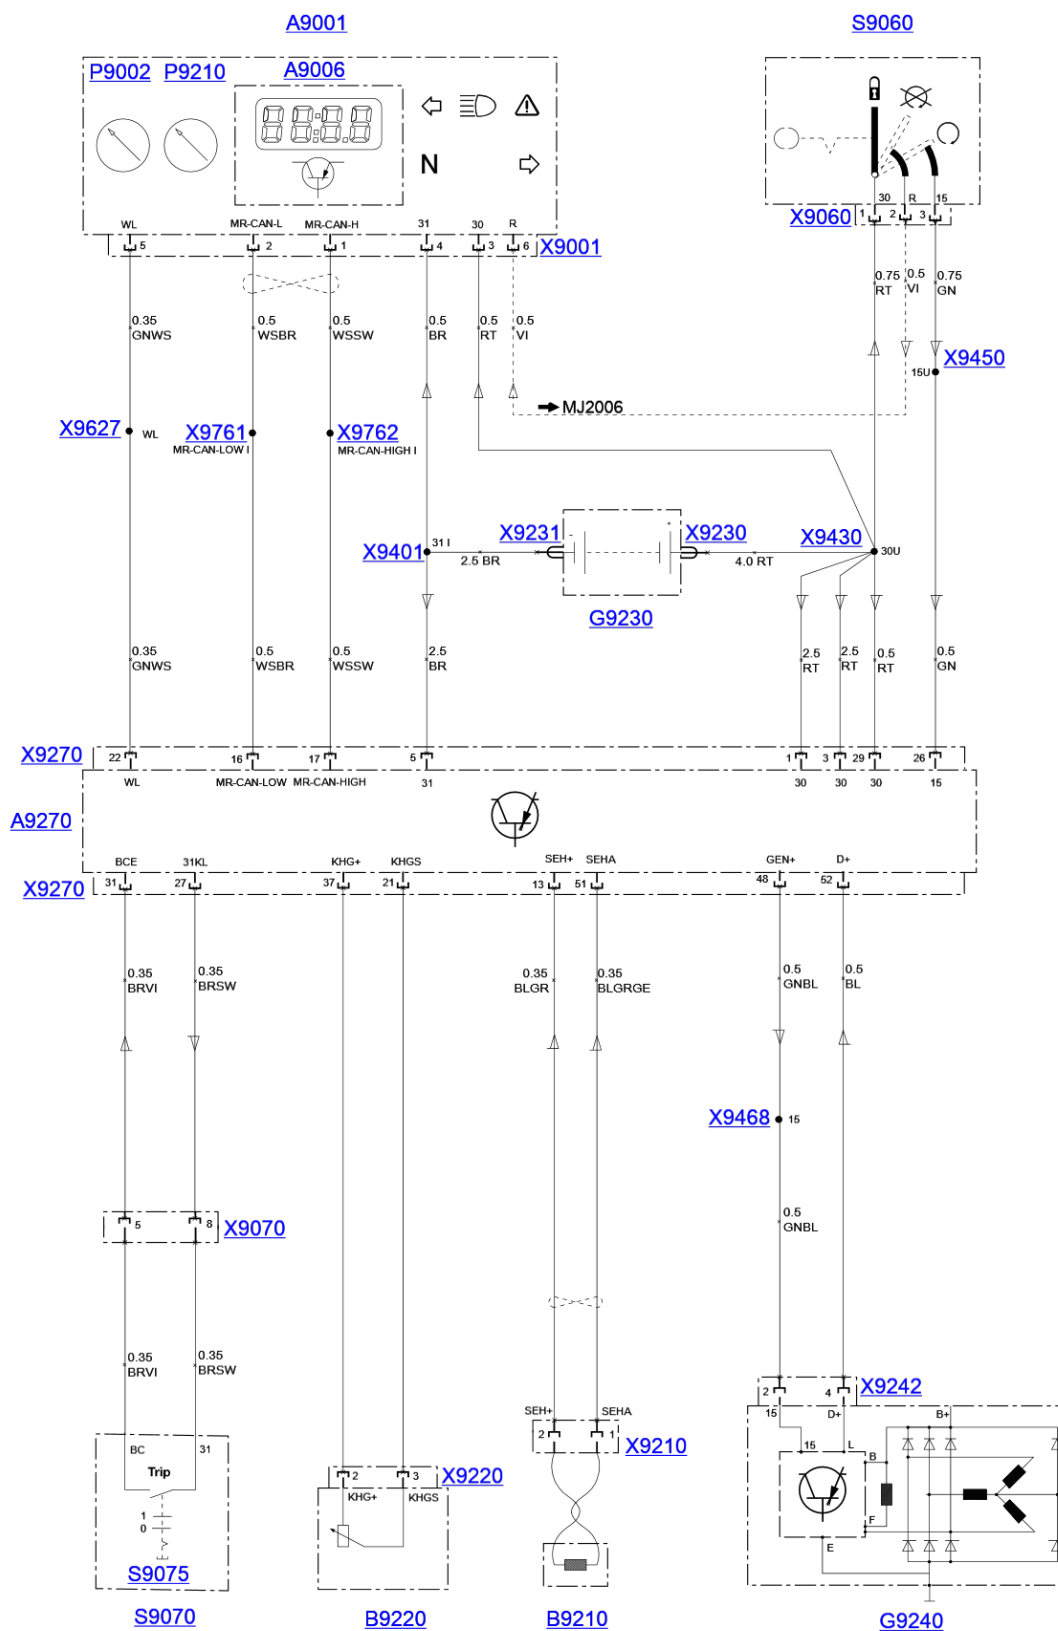 A9001 S9060
P9002 P9210 A9006
N
30 R 15
WL MR-CAN-L MR-CAN-H 31 30 R
X9060 1 2 3
5 2 1 4 3 6 X9001
0.75 0.5 0.75
RT VI GN
0.35 0.5 0.5 0.5 0.5 0.5
GNWS WSBR WSSW BR RT VI
X9450
15U
MJ2006
X9627 WL X9761 X9762
MR-CAN-LOW I MR-CAN-HIGH I
X9231 + X9230 X9430
X9401 31 I 30U
2.5 BR 4.0 RT
G9230
0.35 0.5 0.5 2.5 2.5 2.5 0.5 0.5
GNWS WSBR WSSW BR RT RT RT GN
X9270 22 16 17 5 1 3 29 26
WL MR-CAN-LOW MR-CAN-HIGH 31 30 30 30 15
A9270
BCE 31KL KHG+ KHGS SEH+ SEHA GEN+ D+
X9270 31 27 37 21 13 51 48 52
0.35 0.35 0.35 0.35 0.5 0.5
BRVI BRSW BLGR BLGRGE GNBL BL
X9468 15
5 8 X9070
0.5
GNBL
0.35 0.35
BRVI BRSW
2 4 X9242
SEH+ SEHA 15 D+ B+
BC 31 2 1 X9210 15 L
Trip B
2 3 X9220
KHG+ KHGS
1
0 F
E
S9075
S9070 B9220 B9210 G9240